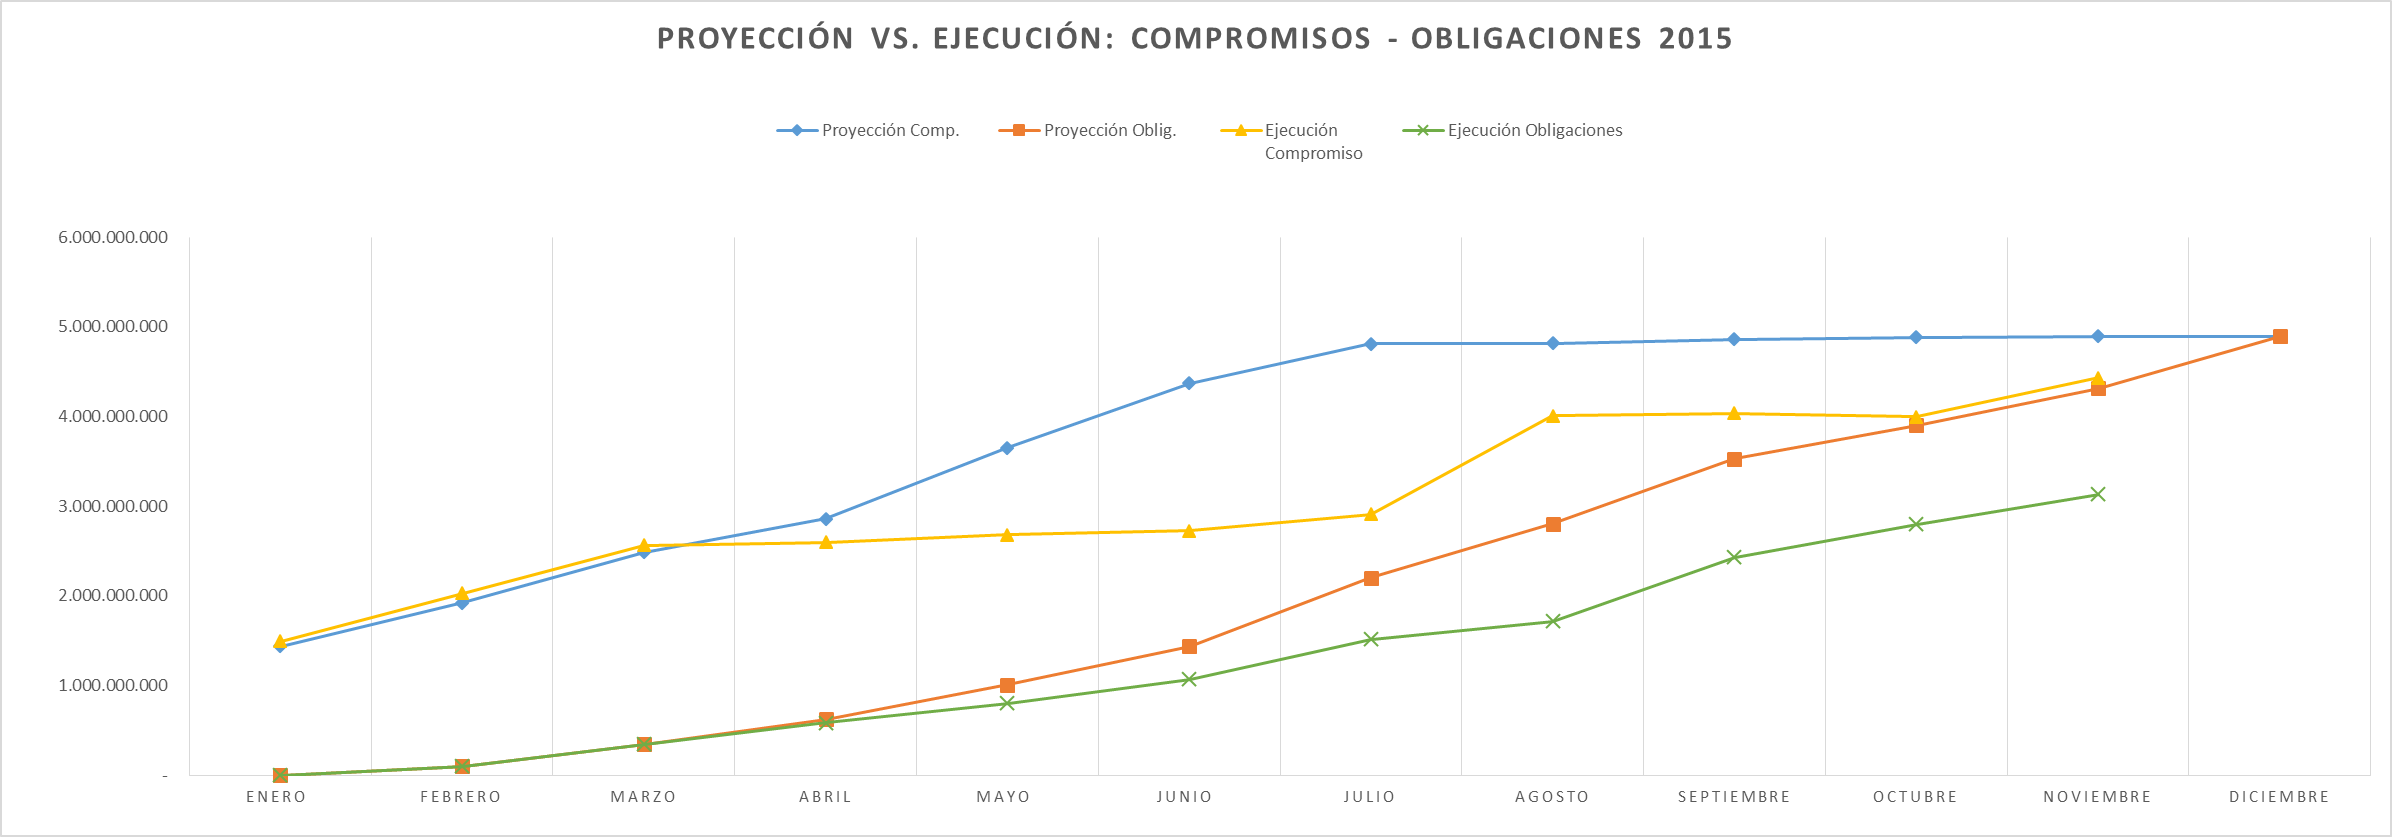 PROYECCIÓN VS. EJECUCIÓN: COMPROMISOS - OBLIGACIONES 2015
Proyección Comp.
Proyección Oblig.
Ejecución
Compromiso
Ejecución Obligaciones
6.000.000.000
5.000.000.000
4.000.000.000
3.000.000.000
2.000.000.000
1.000.000.000
-
ENERO
FEBRERO
MARZO
ABRIL
MAYO
JUNIO
JULIO
AGOSTO
SEPTIEMBRE
OCTUBRE
NOVIEMBRE
DICIEMBRE